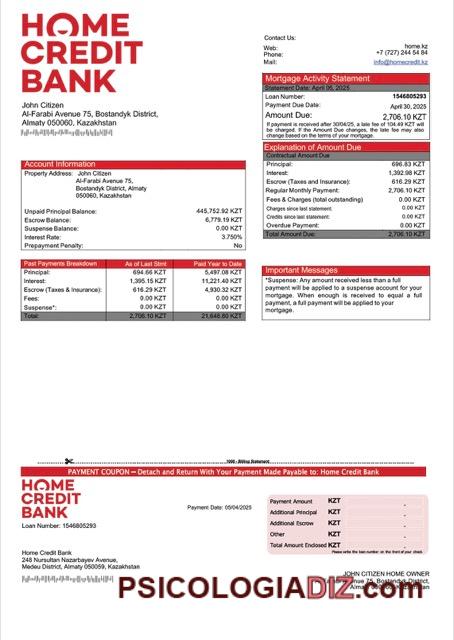 HOME
CREDIT
BANK
John Citizen
Al-Farabi Avenue 75, Bostandyk District,
Almaty 050060, Kazakhstan
Contact Us:
Web: home.kz
Phone: +7 (727) 244 54 84
Mail: info@homecredit.kz
Mortgage Activity Statement
Statement Date: April 05, 2025
Loan Number: 1546805293
Payment Due Date: April 30, 2025
Amount Due: 2,706.10 KZT
If payment is received after 30/04/25, a late fee of 104.49 KZT will
be charged. If the Amount Due changes, the late fee may also
change based on the terms of your mortgage.
Explanation of Amount Due
Contractual Amount Due
Principal: 696.83 KZT
Interest: 1,392.98 KZT
Escrow (Taxes and Insurance): 616.29 KZT
Regular Monthly Payment: 2,706.10 KZT
Fees & Charges (total outstanding) 0.00 KZT
Charges since last statement: 0.00 KZT
Credits since last statement: 0.00 KZT
Overdue Payment: 0.00 KZT
Total Amount Due: 2,706.10 KZT
Account Information
Property Address: John Citizen
Al-Farabi Avenue 75,
Bostandyk District, Almaty
050060, Kazakhstan
Unpaid Principal Balance: 445,752.92 KZT
Escrow Balance: 6,779.19 KZT
Suspense Balance: 0.00 KZT
Interest Rate: 3.750%
Prepayment Penalty: No
Past Payments Breakdown As of Last Stmt Paid Year to Date
Principal: 694.66 KZT 5,497.08 KZT
Interest: 1,395.15 KZT 11,221.40 KZT
Escrow (Taxes & Insurance): 616.29 KZT 4,930.32 KZT
Fees: 0.00 KZT 0.00 KZT
Suspense*: 0.00 KZT 0.00 KZT
Total: 2,706.10 KZT 21,648.80 KZT
Important Messages
*Suspense: Any amount received less than a full
payment will be applied to a suspense account for your
mortgage. When enough is received to equal a full
payment, a full payment will be applied to your
mortgage.
1098 - Billing Statement
PAYMENT COUPON – Detach and Return With Your Payment Made Payable to: Home Credit Bank
HOME
CREDIT
BANK
Loan Number: 1546805293
Payment Date: 05/04/2025
Payment Amount KZT .
Additional Principal KZT .
Additional Escrow KZT .
Other KZT .
Total Amount Enclosed KZT .
Please write the loan number on the front of your check.
Home Credit Bank
248 Nursultan Nazarbayev Avenue,
Medeu District, Almaty 050059, Kazakhstan
JOHN CITIZEN HOME OWNER
75, Bostandyk District,
PSICOLOGIADIZ.com